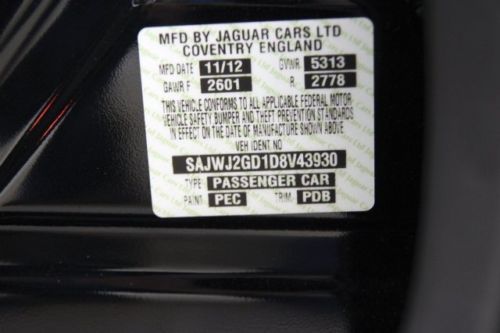 MFD BY JAGUAR CARS LTD
COVENTRY ENGLAND
MFD DATE 11/12 GVWR 5313
GAWR F 2601 R 2778
THIS VEHICLE CONFORMS TO ALL APPLICABLE FEDERAL MOTOR
VEHICLE SAFETY BUMPER AND THEFT PREVENTION STANDARDS
IN EFFECT ON THE DATE OF MANUFACTURE SHOWN ABOVE
VEH IDENT NO
SAJWJ2GD1D8V43930
TYPE: PASSENGER CAR
PAINT: PEC TRIM: PDB